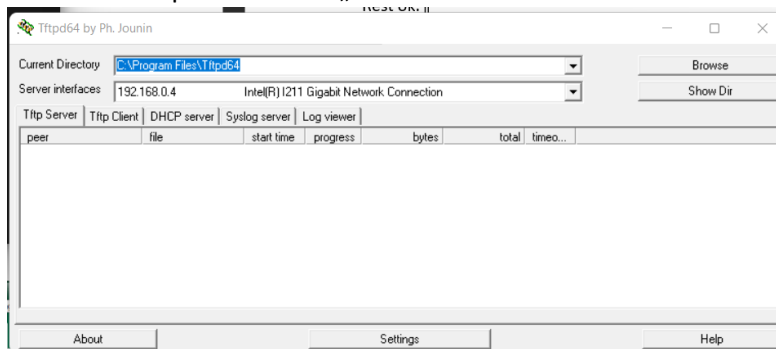 Rest ok.
Tftpd64 by Ph. Jounin
Current Directory C:\Program Files\Tftpd64 Browse
Server interfaces 192.168.0.4 Intel(R) I211 Gigabit Network Connection Show Dir
Tftp Server Tftp Client DHCP server Syslog server Log viewer
peer file start time progress bytes total timeo...
About Settings Help